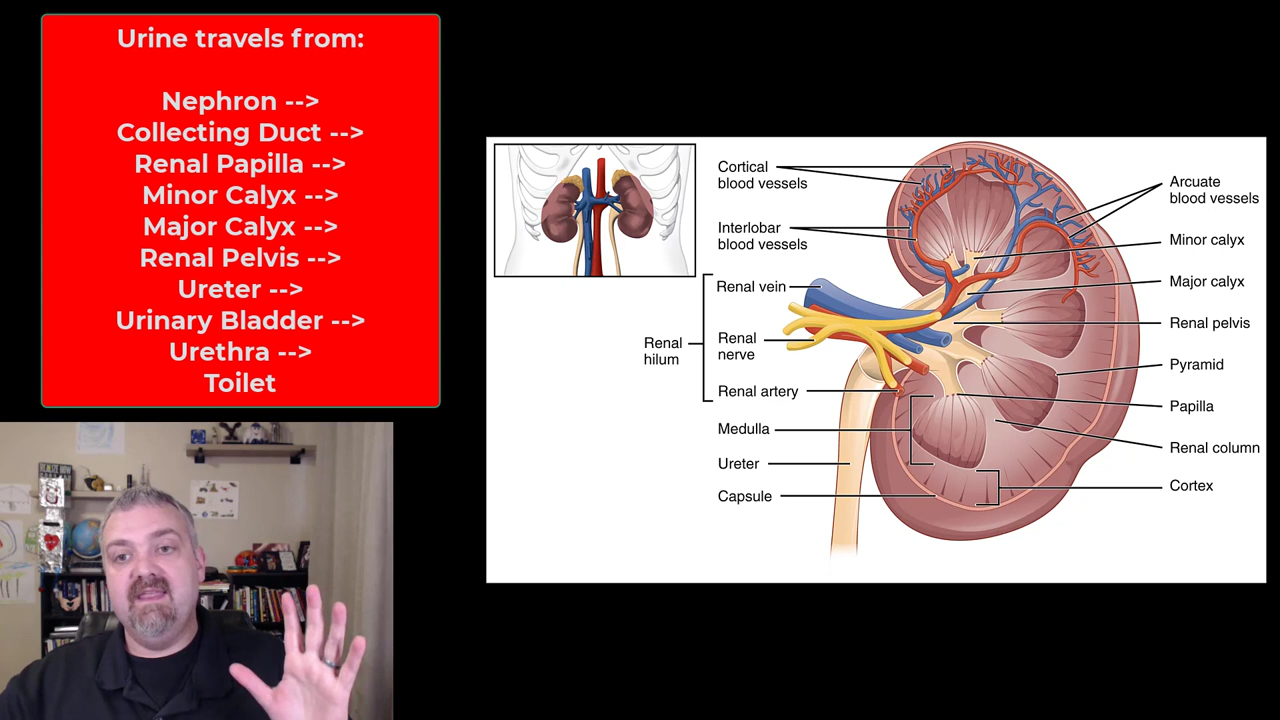 Urine travels from:
Nephron -->
Collecting Duct -->
Renal Papilla -->
Minor Calyx -->
Major Calyx -->
Renal Pelvis -->
Ureter -->
Urinary Bladder -->
Urethra -->
Toilet
Cortical
blood vessels
Interlobar
blood vessels
Renal vein
Renal
hilum
Renal
nerve
Renal artery
Medulla
Ureter
Capsule
Arcuate
blood vessels
Minor calyx
Major calyx
Renal pelvis
Pyramid
Papilla
Renal column
Cortex